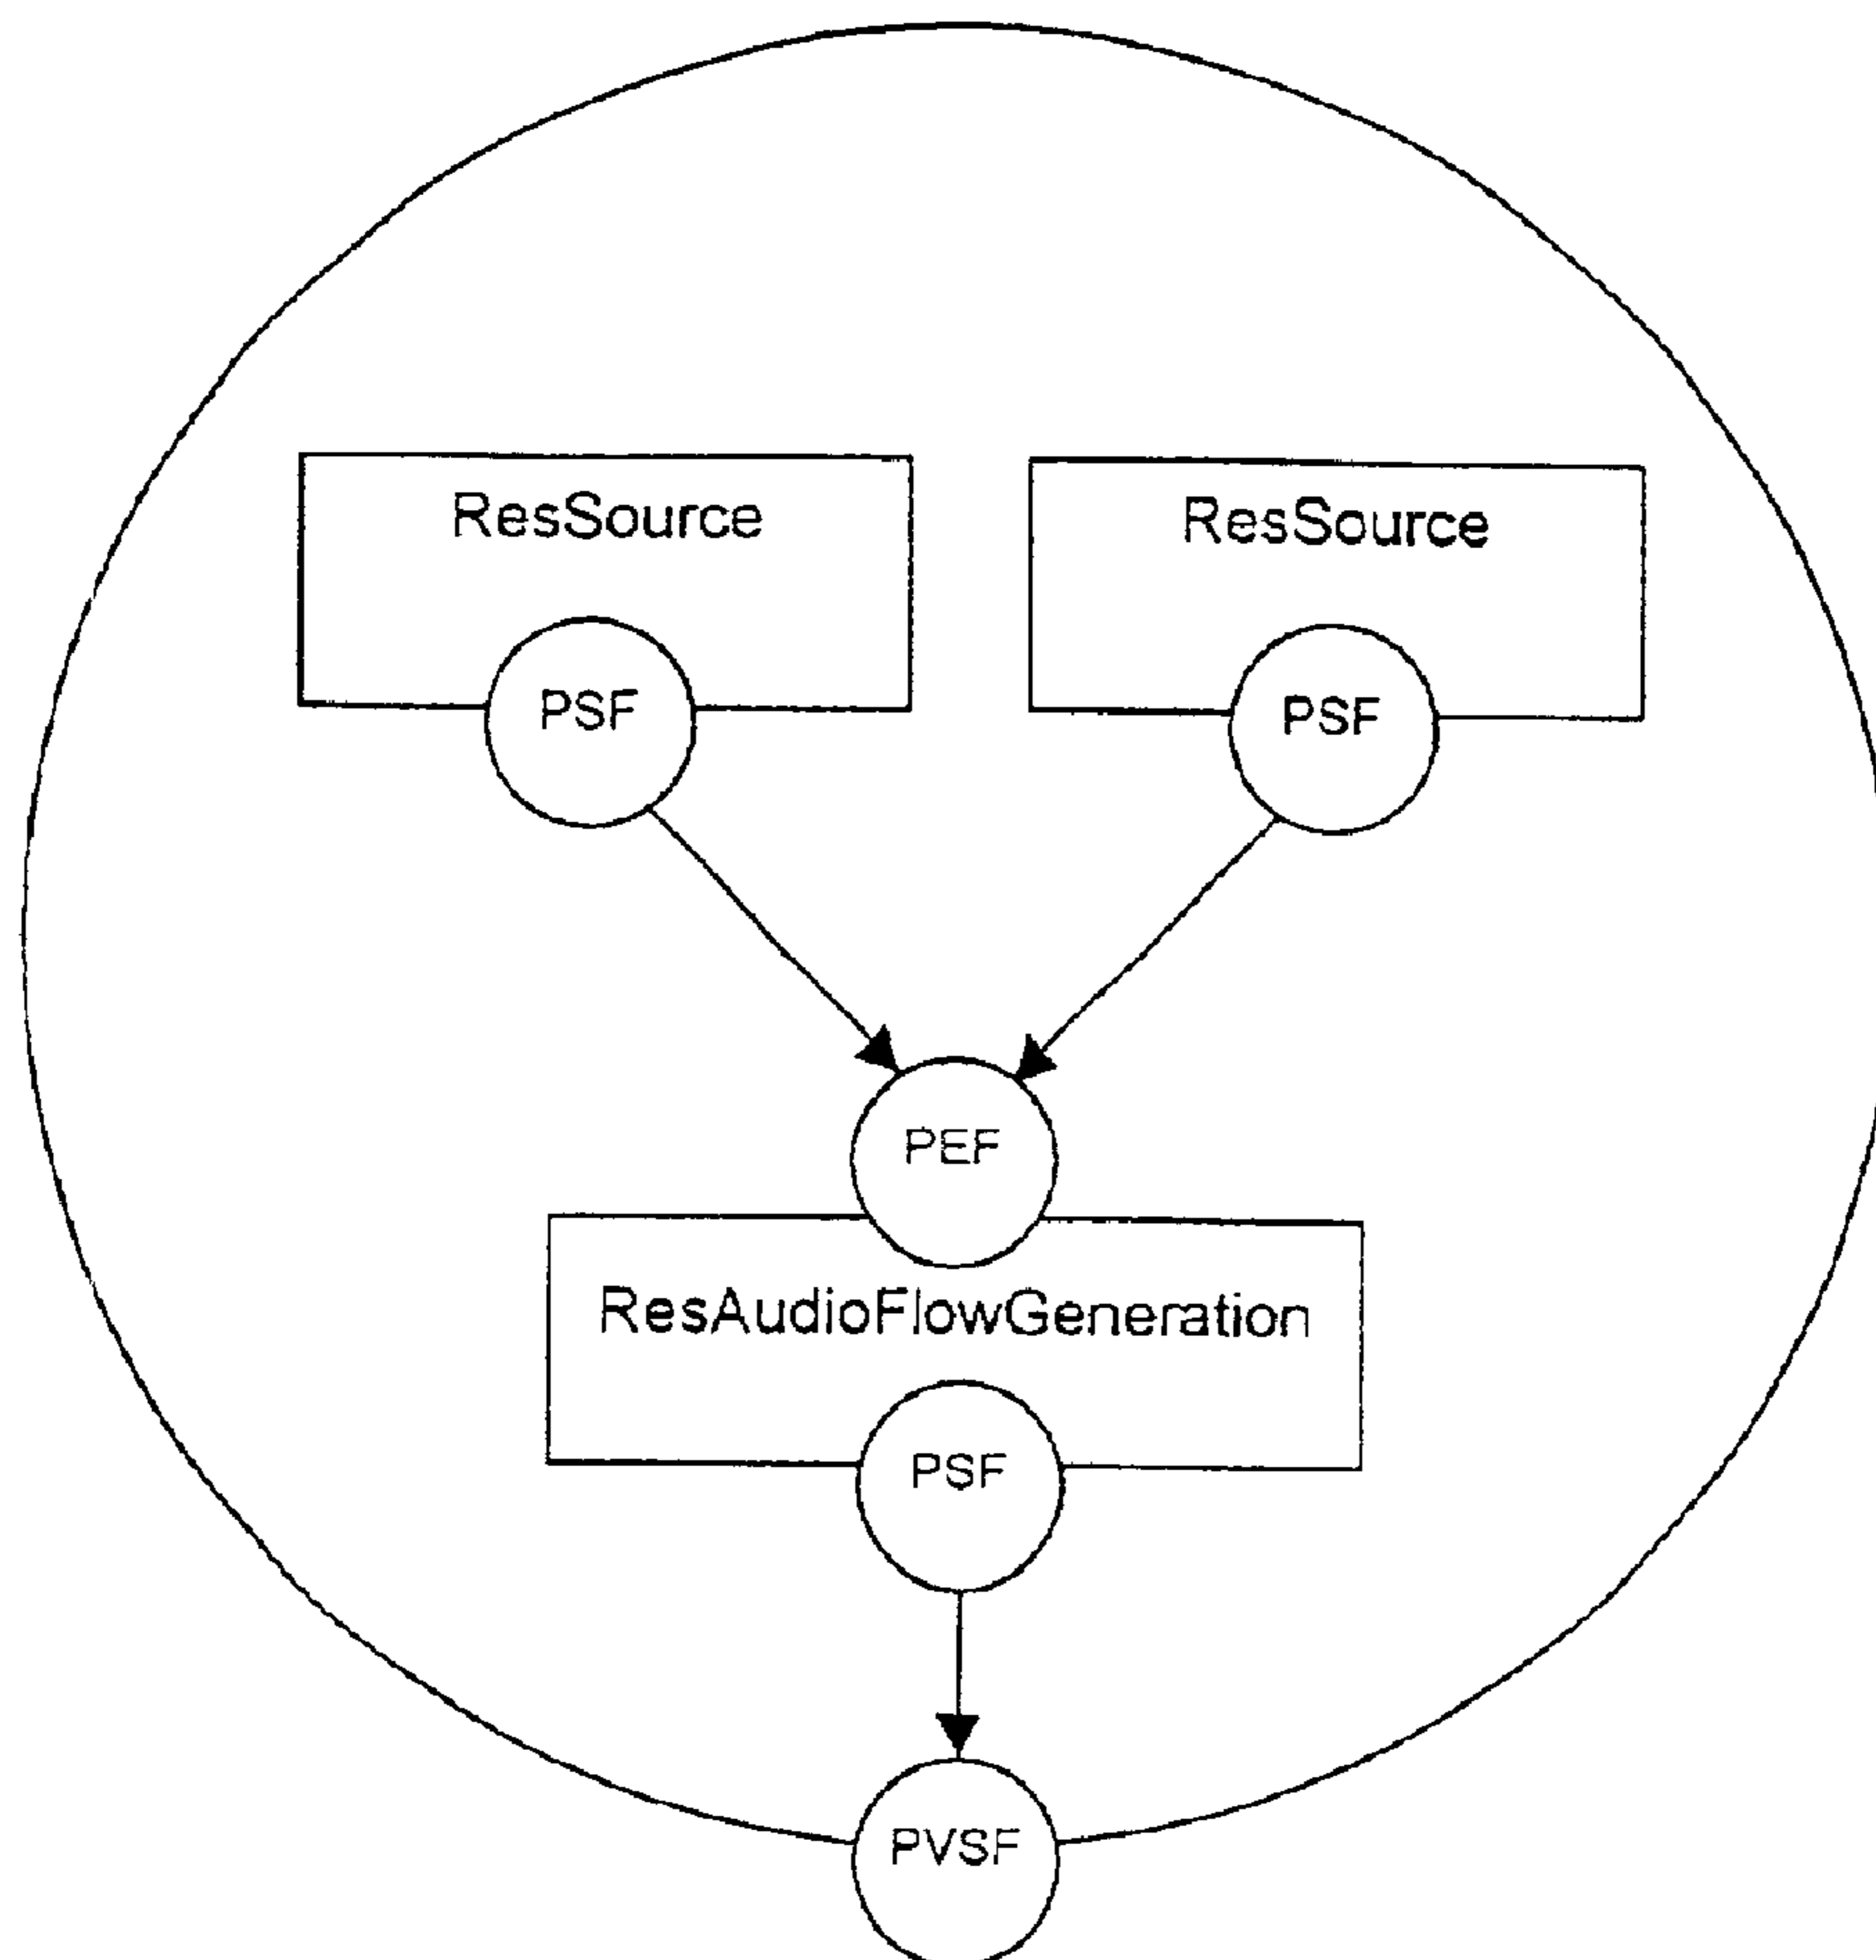 ResSource
ResSource
PSF
PSF
PEF
ResAudioFlowGeneration
PSF
PVSF